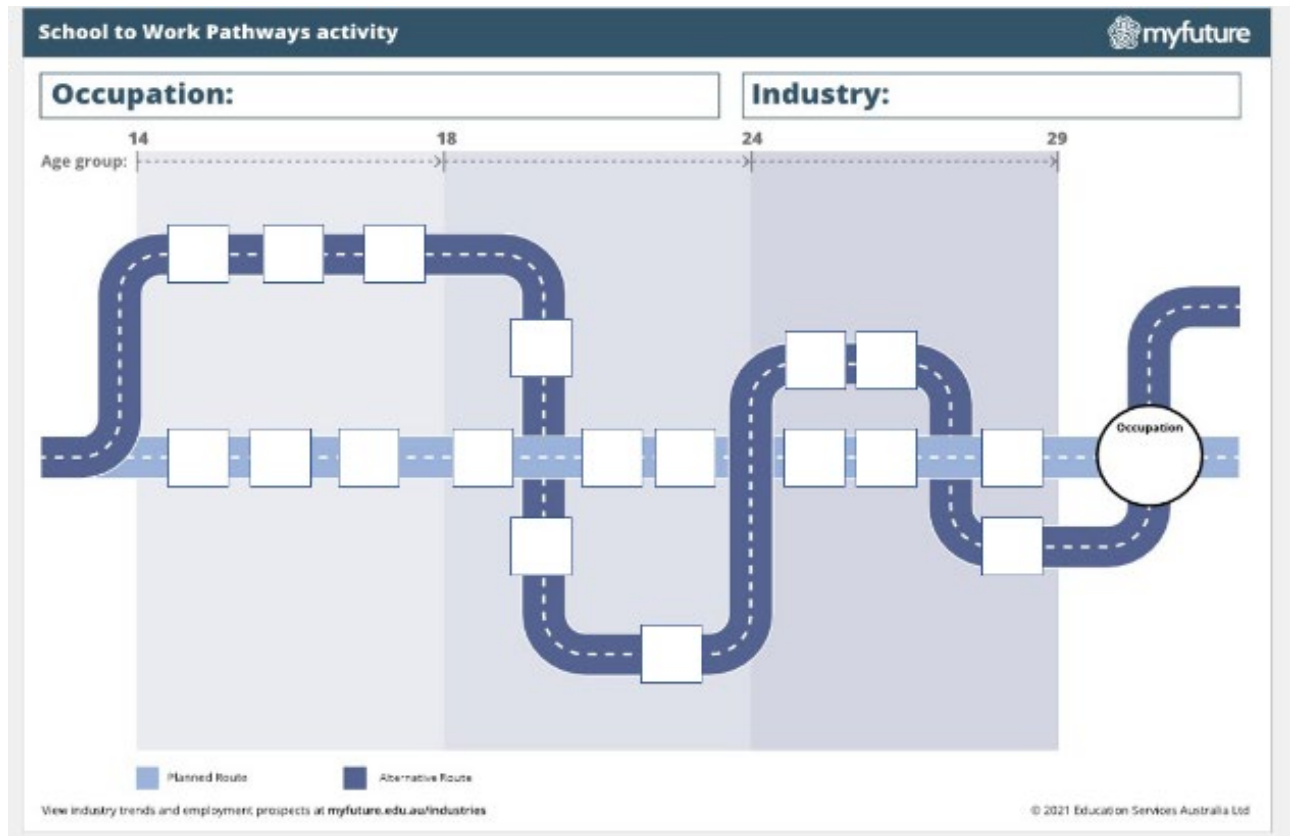 School to Work Pathways activity
myfuture
Occupation:
Industry:
14 18 24 29
Age group:
Occupation
Planned Route
Alternative Route
View industry trends and employment prospects at myfuture.edu.au/industries
© 2021 Education Services Australia Ltd